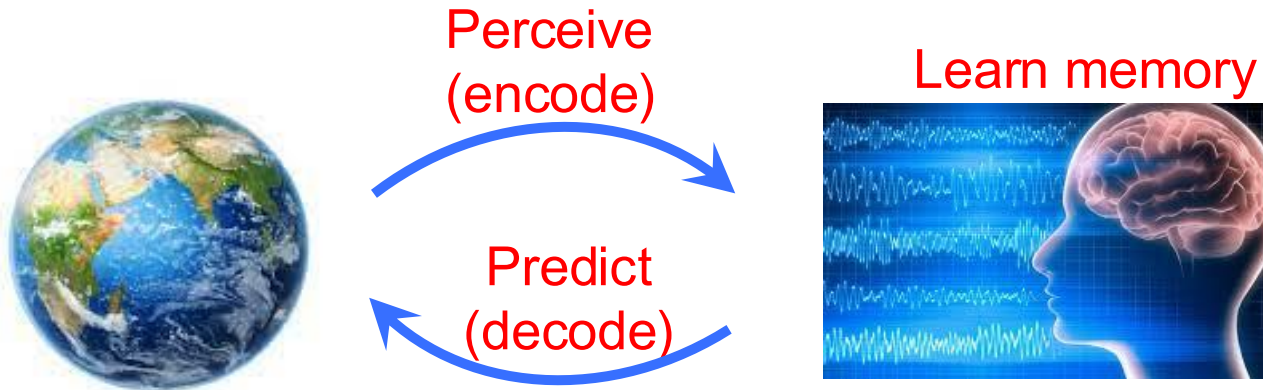 Perceive
(encode)
Learn memory
Predict
(decode)